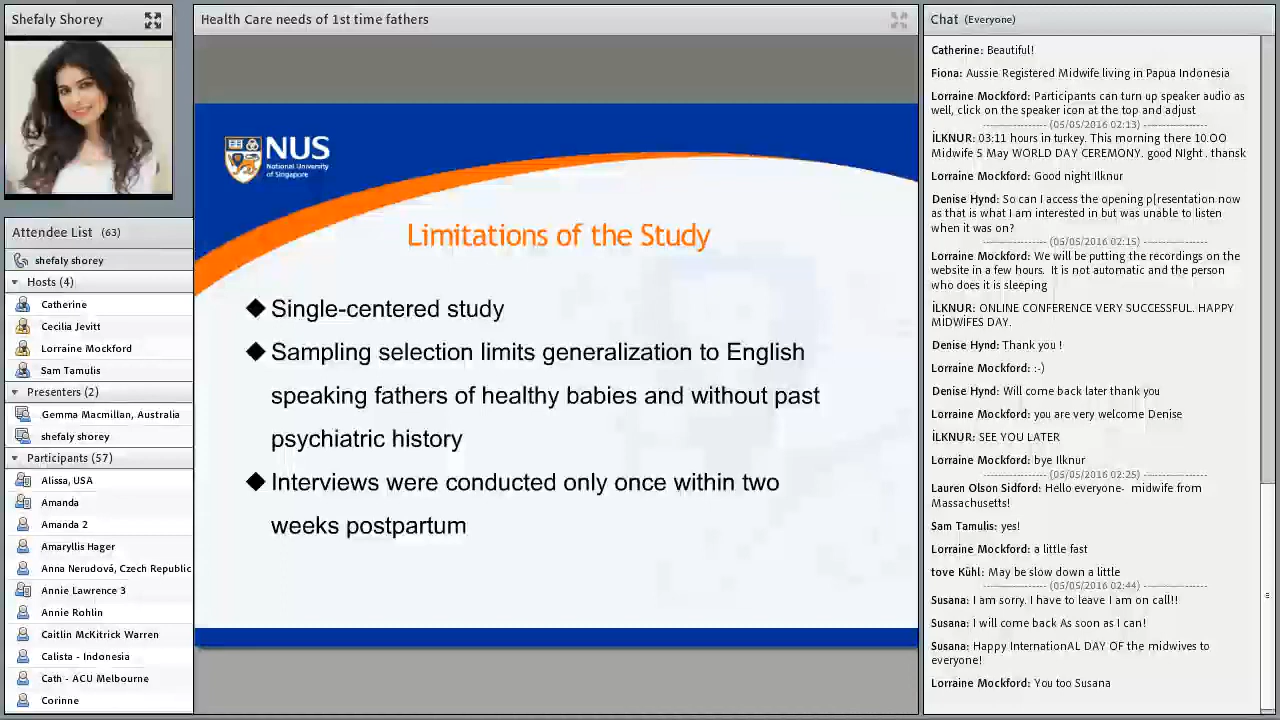 Shefaly Shorey
Attendee List (63)
shefaly shorey
Hosts (4)
Catherine
Cecilia Jevitt
Lorraine Mockford
Sam Tamulis
Presenters (2)
Gemma Macmillan, Australia
shefaly shorey
Participants (57)
Alissa, USA
Amanda
Amanda 2
Amaryllis Hager
Anna Nerudová, Czech Republic
Annie Lawrence 3
Annie Rohlin
Caitlin McKitrick Warren
Calista - Indonesia
Cath - ACU Melbourne
Corinne
Health Care needs of 1st time fathers
NUS
National University
of Singapore
Limitations of the Study
Single-centered study
Sampling selection limits generalization to English
speaking fathers of healthy babies and without past
psychiatric history
Interviews were conducted only once within two
weeks postpartum
Chat (Everyone)
Catherine: Beautiful!
Fiona: Aussie Registered Midwife living in Papua Indonesia
Lorraine Mockford: Participants can turn up speaker audio as
well, click on the speaker icon at the top and adjust
(05/05/2016 02:13)
İLKNUR: 03:11 hours in turkey. This morning there 10.OO
Midwife 5 May WORLD DAY CEREMONY. good NIght . thansk
Lorraine Mockford: Good night Ilknur
Denise Hynd: So can I access the opening p[resentation now
as that is what I am interested in but was unable to listen
when it was on?
(05/05/2016 02:15)
Lorraine Mockford: We will be putting the recordings on the
website in a few hours. It is not automatic and the person
who does it is sleeping
İLKNUR: ONLINE CONFERENCE VERY SUCCESSFUL. HAPPY
MİDWİFES DAY.
Denise Hynd: Thank you !
Lorraine Mockford: :-)
Denise Hynd: Will come back later thank you
Lorraine Mockford: you are very welcome Denise
İLKNUR: SEE YOU LATER
Lorraine Mockford: bye Ilknur
(05/05/2016 02:25)
Lauren Olson Sidford: Hello everyone- midwife from
Massachusetts!
Sam Tamulis: yes!
Lorraine Mockford: a little fast
tove Kühl: May be slow down a little
(05/05/2016 02:44)
Susana: I am sorry. I have to leave I am on call!!
Susana: I will come back As soon as I can!
Susana: Happy InternationAL DAY OF the midwives to
everyone!
Lorraine Mockford: You too Susana